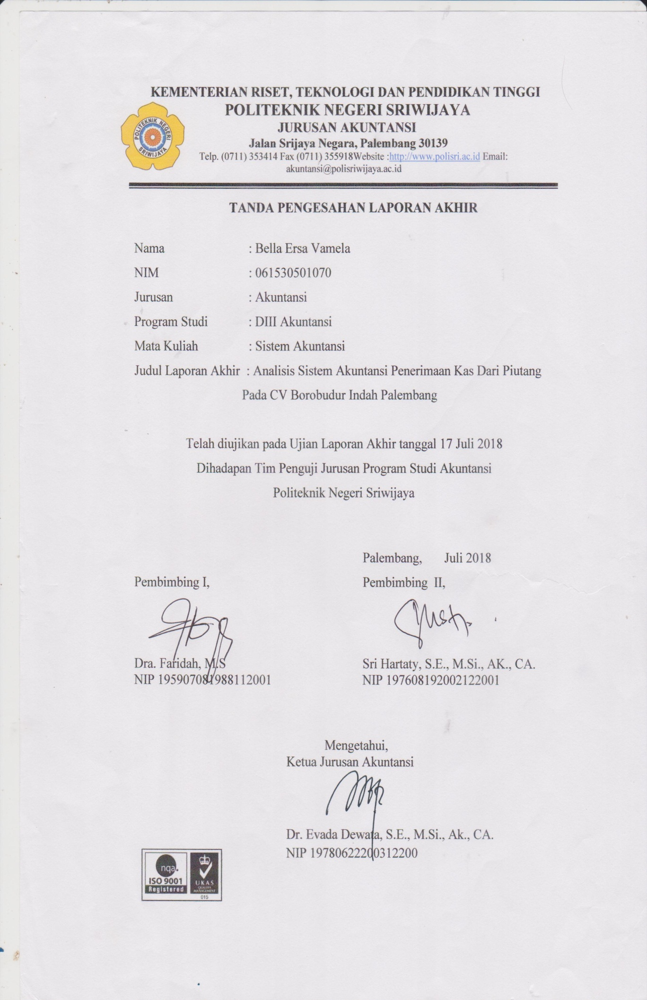 KEMENTERIAN RISET, TEKNOLOGI DAN PENDIDIKAN TINGGI
POLITEKNIK NEGERI SRIWIJAYA
JURUSAN AKUNTANSI
Jalan Srijaya Negara, Palembang 30139
Telp. (0711) 353414 Fax (0711) 355918Website :http://www.polisri.ac.id Email:
akuntansi@polisriwijaya.ac.id
POLITEKNIK NEGERI
SRIWIJAYA
TANDA PENGESAHAN LAPORAN AKHIR
Nama : Bella Ersa Vamela
NIM : 061530501070
Jurusan : Akuntansi
Program Studi : DIII Akuntansi
Mata Kuliah : Sistem Akuntansi
Judul Laporan Akhir : Analisis Sistem Akuntansi Penerimaan Kas Dari Piutang
Pada CV Borobudur Indah Palembang
Telah diujikan pada Ujian Laporan Akhir tanggal 17 Juli 2018
Dihadapan Tim Penguji Jurusan Program Studi Akuntansi
Politeknik Negeri Sriwijaya
Palembang, Juli 2018
Pembimbing I, Pembimbing II,
Dra. Faridah, M.S Sri Hartaty, S.E., M.Si., AK., CA.
NIP 195907081988112001 NIP 197608192002122001
Mengetahui,
Ketua Jurusan Akuntansi
Dr. Evada Dewata, S.E., M.Si., Ak., CA.
NIP 19780622200312200
nqa.
ISO 9001
Registered
UKAS
QUALITY
MANAGEMENT
015